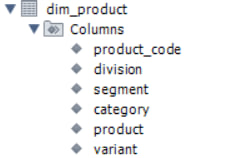 dim_product
Columns
product_code
division
segment
category
product
variant